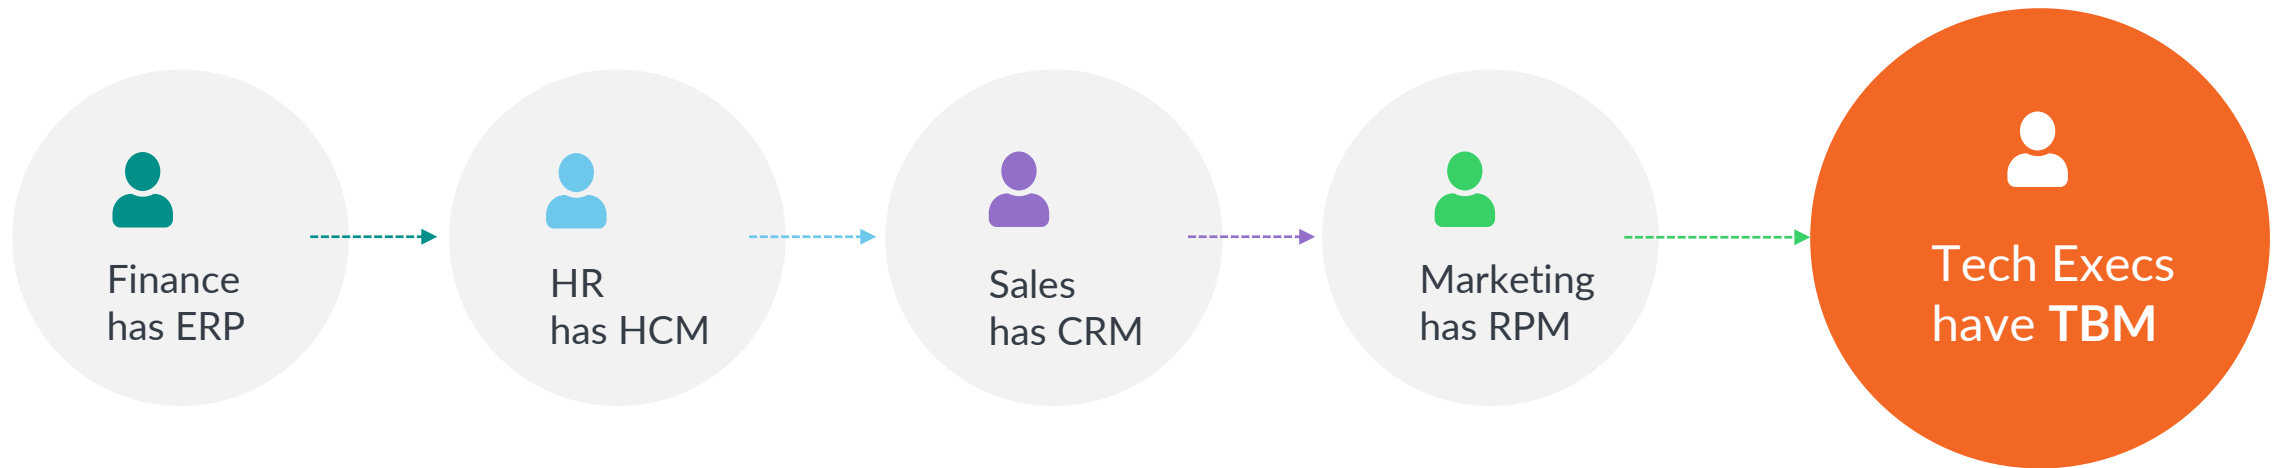 Finance
has ERP
HR
has HCM
Sales
has CRM
Marketing
has RPM
Tech Execs
have TBM